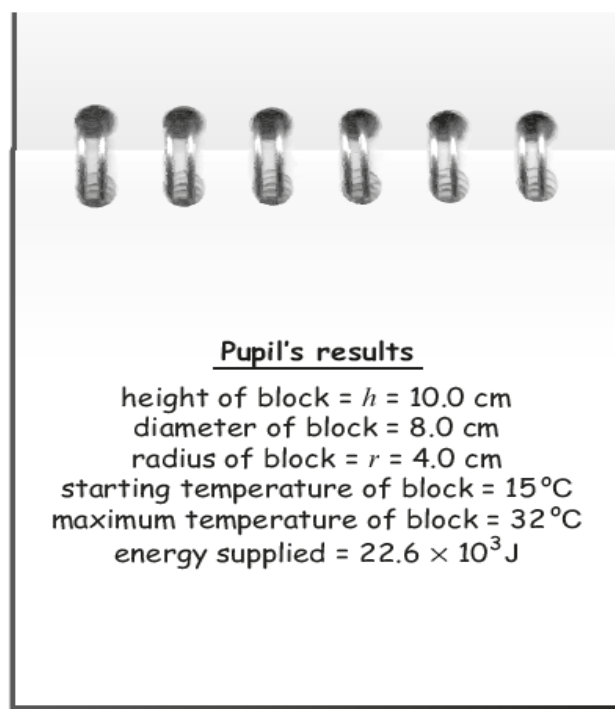 Pupil's results
height of block = h = 10.0 cm
diameter of block = 8.0 cm
radius of block = r = 4.0 cm
starting temperature of block = 15°C
maximum temperature of block = 32°C
energy supplied = 22.6 × 10³ J